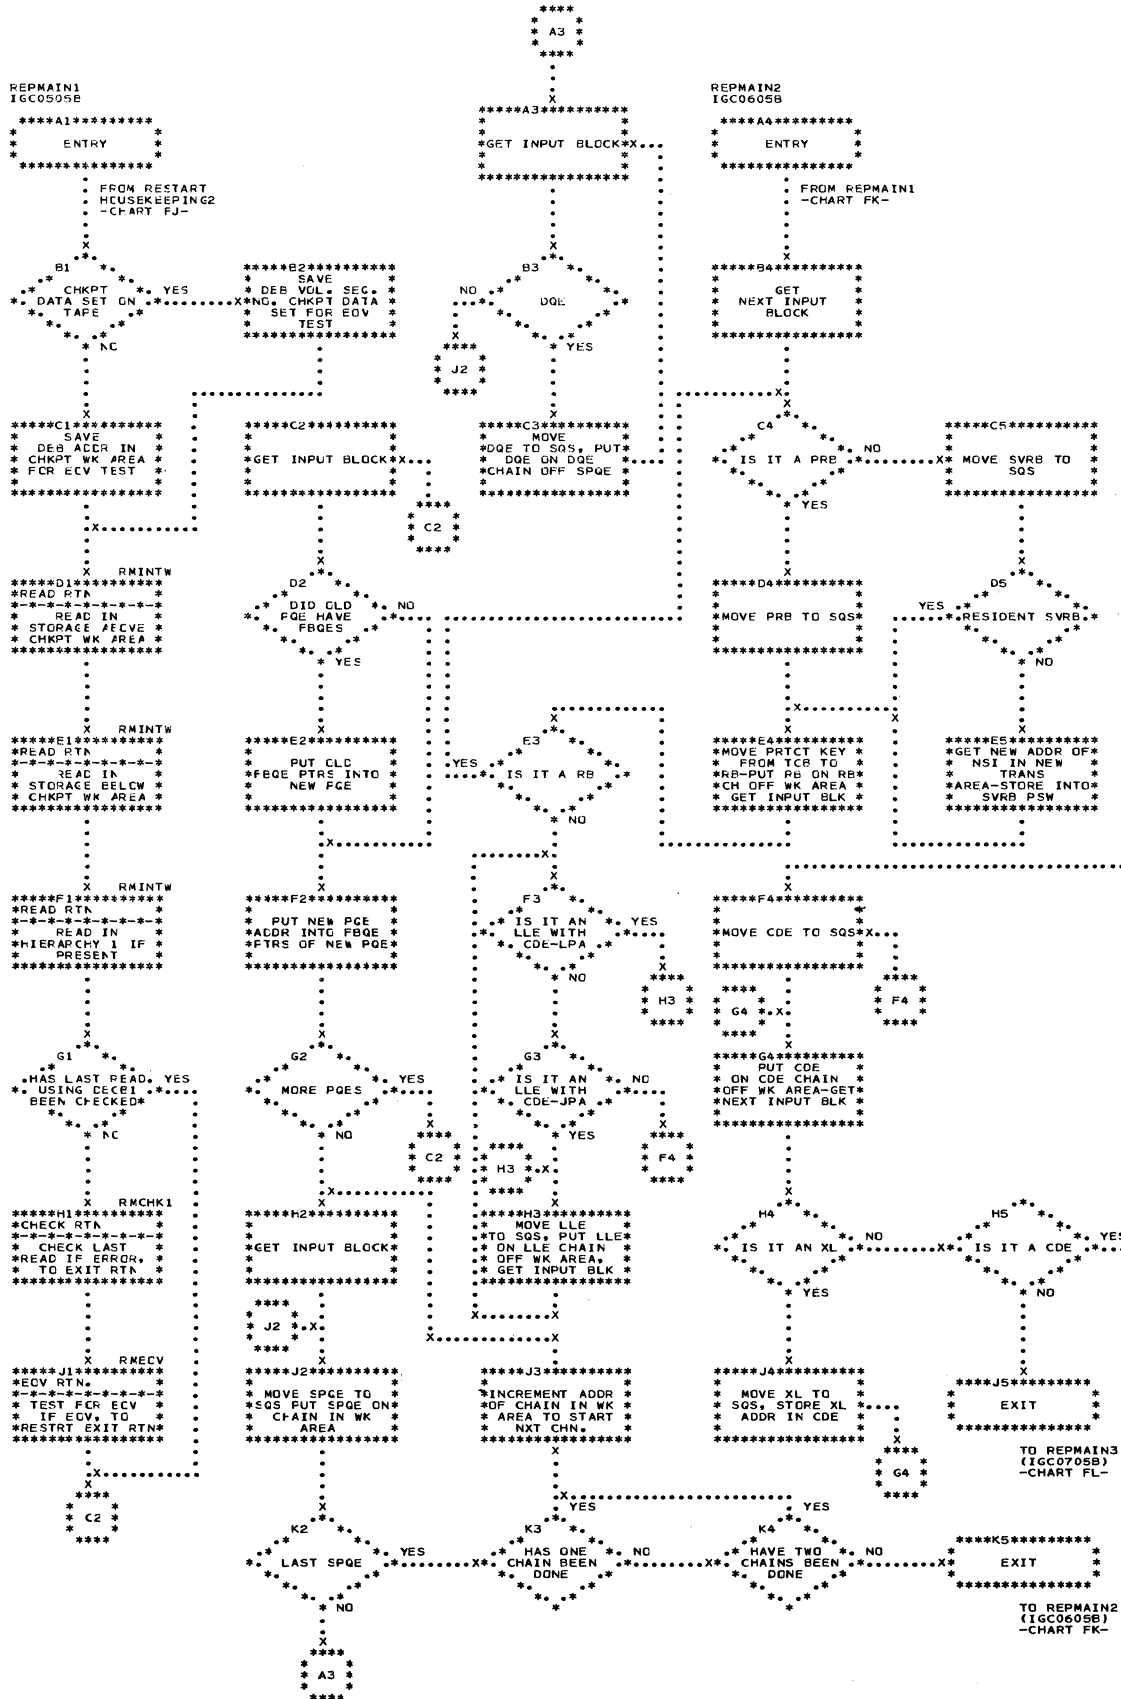 A3
REPMAIN1
IGC0505B
A1
ENTRY
FROM RESTART
HOUSEKEEPING2
-CHART FJ-
B1
CHKPT
DATA SET ON
TAPE
YES
NO
B2
SAVE
DEB VOL. SEG.
NO. CHKPT DATA
SET FOR EOV
TEST
C1
SAVE
DEB ADDR IN
CHKPT WK AREA
FOR EOV TEST
RMINTW
D1
READ RTN
READ IN
STORAGE ABOVE
CHKPT WK AREA
RMINTW
E1
READ RTN
READ IN
STORAGE BELOW
CHKPT WK AREA
RMINTW
F1
READ RTN
READ IN
HIERARCHY 1 IF
PRESENT
G1
HAS LAST READ
USING DECB1
BEEN CHECKED
YES
NO
RMCHK1
H1
CHECK RTN
CHECK LAST
READ IF ERROR,
TO EXIT RTN
RMECV
J1
EOV RTN.
TEST FOR EOV
IF EOV, TO
RESTRT EXIT RTN
C2
C2
GET INPUT BLOCK
C2
D2
DID OLD
PQE HAVE
FBQES
NO
YES
E2
PUT OLD
FBQE PTRS INTO
NEW PQE
F2
PUT NEW PQE
ADDR INTO FBQE
PTRS OF NEW PQE
G2
MORE PQES
YES
NO
C2
H2
GET INPUT BLOCK
J2
J2
MOVE SPQE TO
SQS PUT SPQE ON
CHAIN IN WK
AREA
K2
LAST SPQE
YES
NO
A3
A3
GET INPUT BLOCK
B3
DQE
NO
YES
J2
C3
MOVE
DQE TO SQS, PUT
DQE ON DQE
CHAIN OFF SPQE
E3
IS IT A RB
YES
NO
F3
IS IT AN
LLE WITH
CDE-LPA
YES
NO
H3
G3
IS IT AN
LLE WITH
CDE-JPA
NO
YES
F4
H3
H3
MOVE LLE
TO SQS, PUT LLE
ON LLE CHAIN
OFF WK AREA,
GET INPUT BLK
J3
INCREMENT ADDR
OF CHAIN IN WK
AREA TO START
NXT CHN.
YES
K3
HAS ONE
CHAIN BEEN
DONE
NO
REPMAIN2
IGC0605B
A4
ENTRY
FROM REPMAIN1
-CHART FK-
B4
GET
NEXT INPUT
BLOCK
C4
IS IT A PRB
NO
YES
C5
MOVE SVRB TO
SQS
D4
MOVE PRB TO SQS
D5
RESIDENT SVRB
YES
NO
E4
MOVE PRTCT KEY
FROM TCB TO
RB-PUT RB ON RB
CH OFF WK AREA
GET INPUT BLK
E5
GET NEW ADDR OF
NSI IN NEW
TRANS
AREA-STORE INTO
SVRB PSW
F4
MOVE CDE TO SQS
F4
G4
G4
PUT CDE
ON CDE CHAIN
OFF WK AREA-GET
NEXT INPUT BLK
H4
IS IT AN XL
NO
YES
H5
IS IT A CDE
YES
NO
J4
MOVE XL TO
SQS, STORE XL
ADDR IN CDE
G4
J5
EXIT
TO REPMAIN3
(IGC0705B)
-CHART FL-
YES
K4
HAVE TWO
CHAINS BEEN
DONE
NO
K5
EXIT
TO REPMAIN2
(IGC0605B)
-CHART FK-